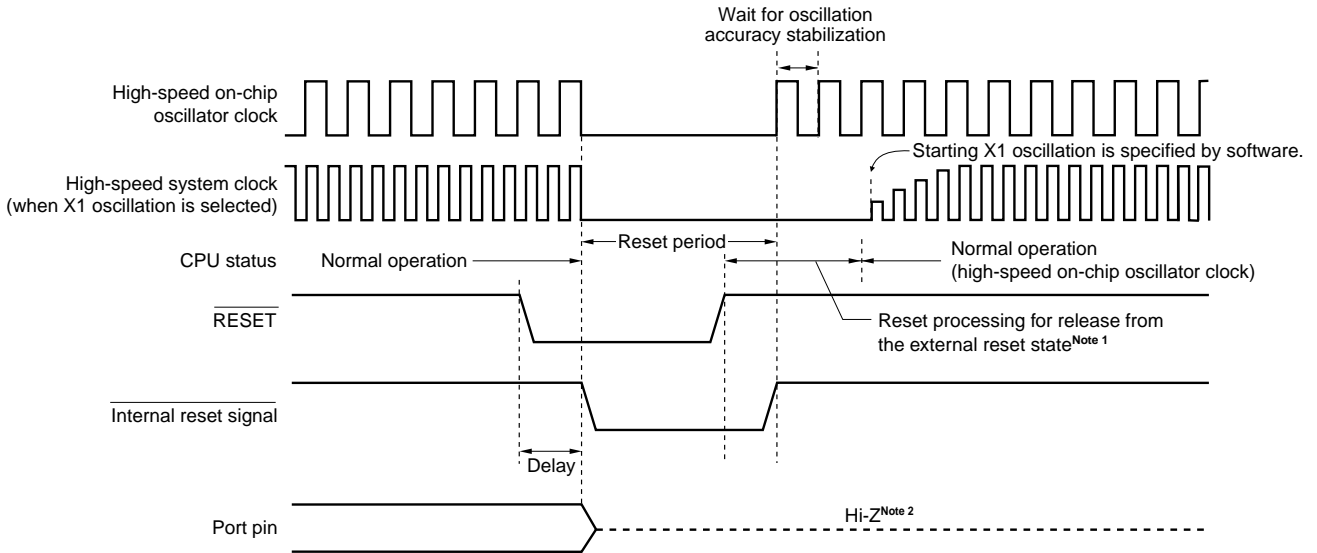 Wait for oscillation
accuracy stabilization
High-speed on-chip
oscillator clock
Starting X1 oscillation is specified by software.
High-speed system clock
(when X1 oscillation is selected)
Reset period
CPU status
Normal operation
Normal operation
(high-speed on-chip oscillator clock)
RESET
Reset processing for release from
the external reset state Note 1
Internal reset signal
Delay
Port pin
Hi-Z Note 2